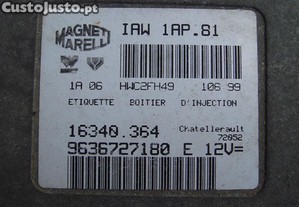 Custojusto.pt
MAGNETI MARELLI
IAW 1AP.81
1A 06 HWC2FH49 106 99
ETIQUETTE BOITIER D'INJECTION
16340.364 Chatellerault 72052
9636727180 E 12V=